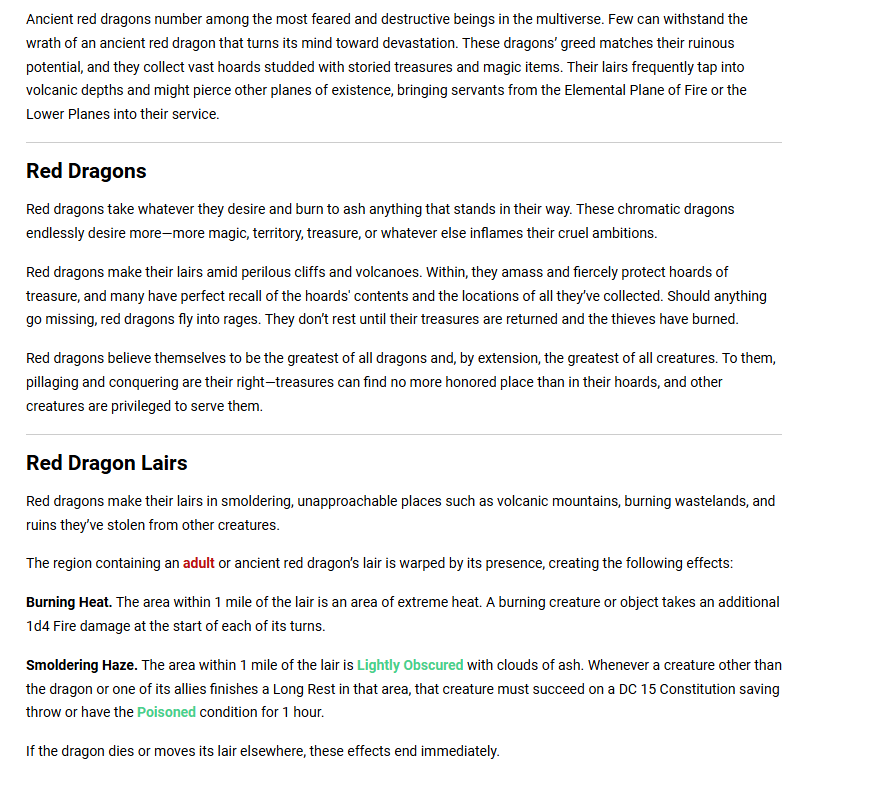 Ancient red dragons number among the most feared and destructive beings in the multiverse. Few can withstand the
wrath of an ancient red dragon that turns its mind toward devastation. These dragons’ greed matches their ruinous
potential, and they collect vast hoards studded with storied treasures and magic items. Their lairs frequently tap into
volcanic depths and might pierce other planes of existence, bringing servants from the Elemental Plane of Fire or the
Lower Planes into their service.
Red Dragons
Red dragons take whatever they desire and burn to ash anything that stands in their way. These chromatic dragons
endlessly desire more—more magic, territory, treasure, or whatever else inflames their cruel ambitions.
Red dragons make their lairs amid perilous cliffs and volcanoes. Within, they amass and fiercely protect hoards of
treasure, and many have perfect recall of the hoards' contents and the locations of all they’ve collected. Should anything
go missing, red dragons fly into rages. They don’t rest until their treasures are returned and the thieves have burned.
Red dragons believe themselves to be the greatest of all dragons and, by extension, the greatest of all creatures. To them,
pillaging and conquering are their right—treasures can find no more honored place than in their hoards, and other
creatures are privileged to serve them.
Red Dragon Lairs
Red dragons make their lairs in smoldering, unapproachable places such as volcanic mountains, burning wastelands, and
ruins they’ve stolen from other creatures.
The region containing an adult or ancient red dragon’s lair is warped by its presence, creating the following effects:
Burning Heat. The area within 1 mile of the lair is an area of extreme heat. A burning creature or object takes an additional
1d4 Fire damage at the start of each of its turns.
Smoldering Haze. The area within 1 mile of the lair is Lightly Obscured with clouds of ash. Whenever a creature other than
the dragon or one of its allies finishes a Long Rest in that area, that creature must succeed on a DC 15 Constitution saving
throw or have the Poisoned condition for 1 hour.
If the dragon dies or moves its lair elsewhere, these effects end immediately.